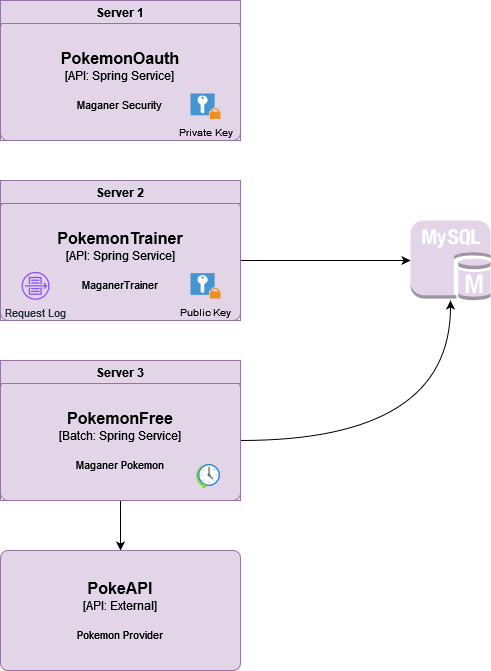 Server 1
PokemonOauth
[API: Spring Service]
Maganer Security
Private Key
Server 2
PokemonTrainer
[API: Spring Service]
MaganerTrainer
Request Log
Public Key
MySQL
M
Server 3
PokemonFree
[Batch: Spring Service]
Maganer Pokemon
PokeAPI
[API: External]
Pokemon Provider